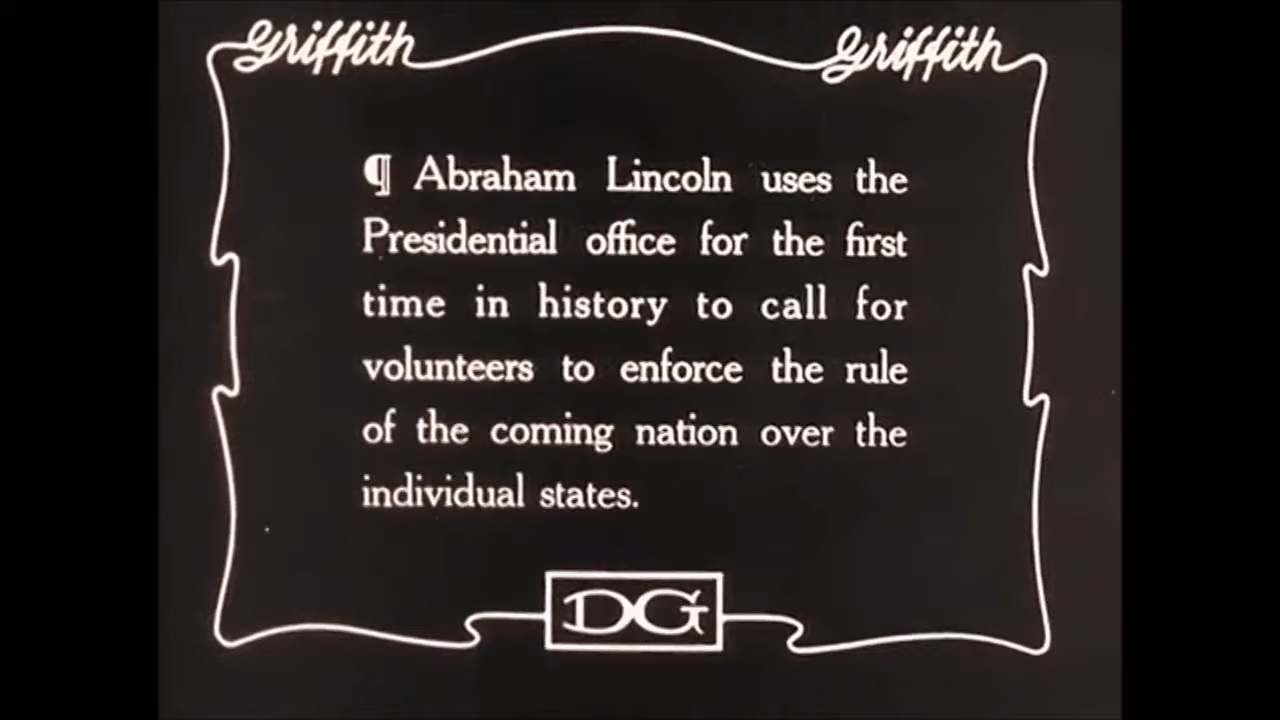 Griffith Griffith
¶ Abraham Lincoln uses the
Presidential office for the first
time in history to call for
volunteers to enforce the rule
of the coming nation over the
individual states.
DG